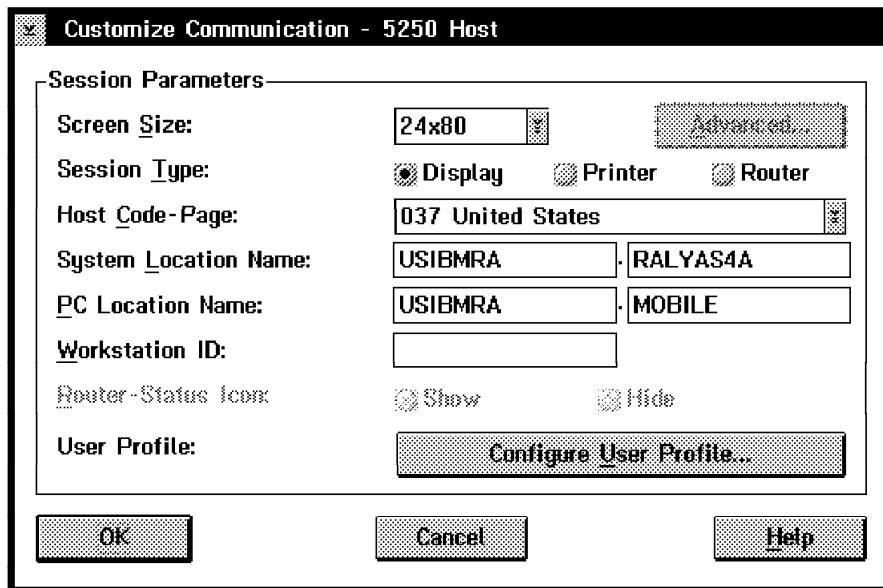 Customize Communication - 5250 Host
Session Parameters
Screen Size: 24x80 Advanced...
Session Type: Display Printer Router
Host Code-Page: 037 United States
System Location Name: USIBMRA . RALYAS4A
PC Location Name: USIBMRA . MOBILE
Workstation ID:
Router-Status Icon: Show Hide
User Profile: Configure User Profile...
OK Cancel Help